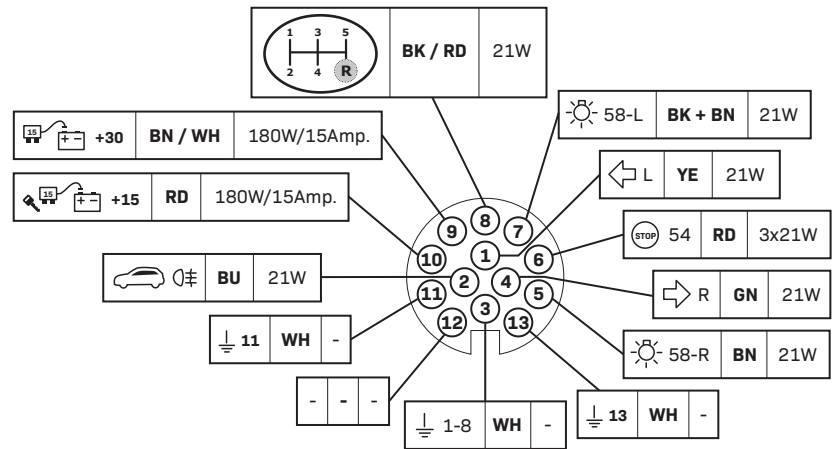 1 3 5
2 4 R
BK / RD 21W
58-L BK + BN 21W
15 + - +30 BN / WH 180W/15Amp.
L YE 21W
15 + - +15 RD 180W/15Amp.
STOP 54 RD 3x21W
BU 21W
R GN 21W
11 WH -
58-R BN 21W
- - -
1-8 WH -
13 WH -
8
9 7
1
10 6
2 4
11 5
3
12 13